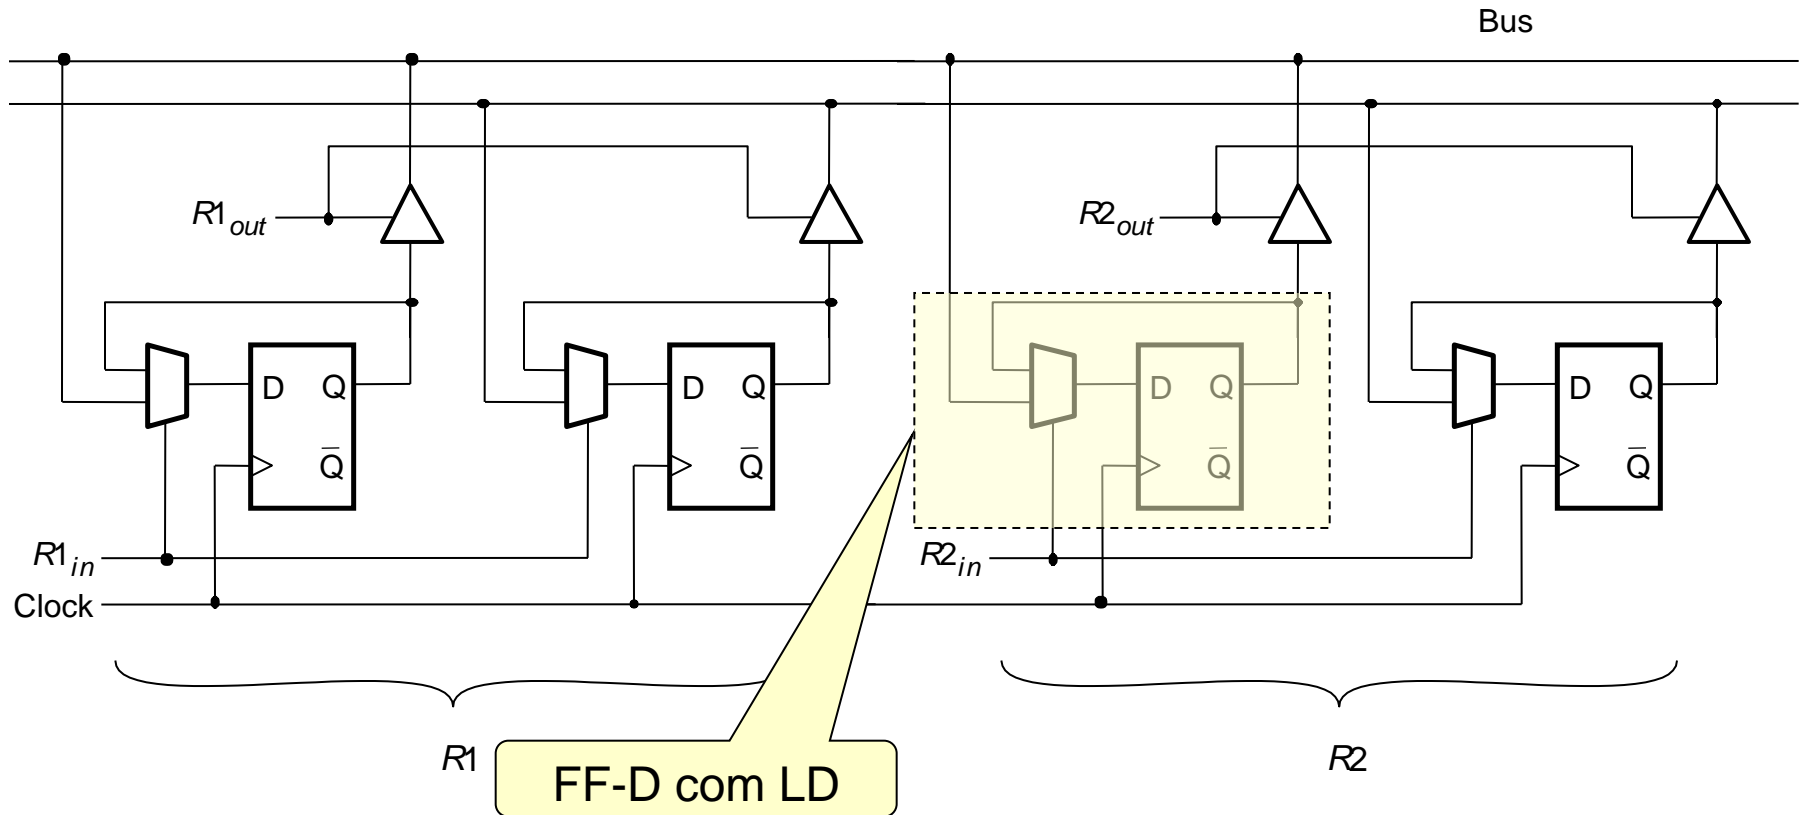 Bus
R1out
R2out
D Q
D Q
D Q
D Q
Q̅
Q̅
Q̅
Q̅
R1in
R2in
Clock
R1
R2
FF-D com LD